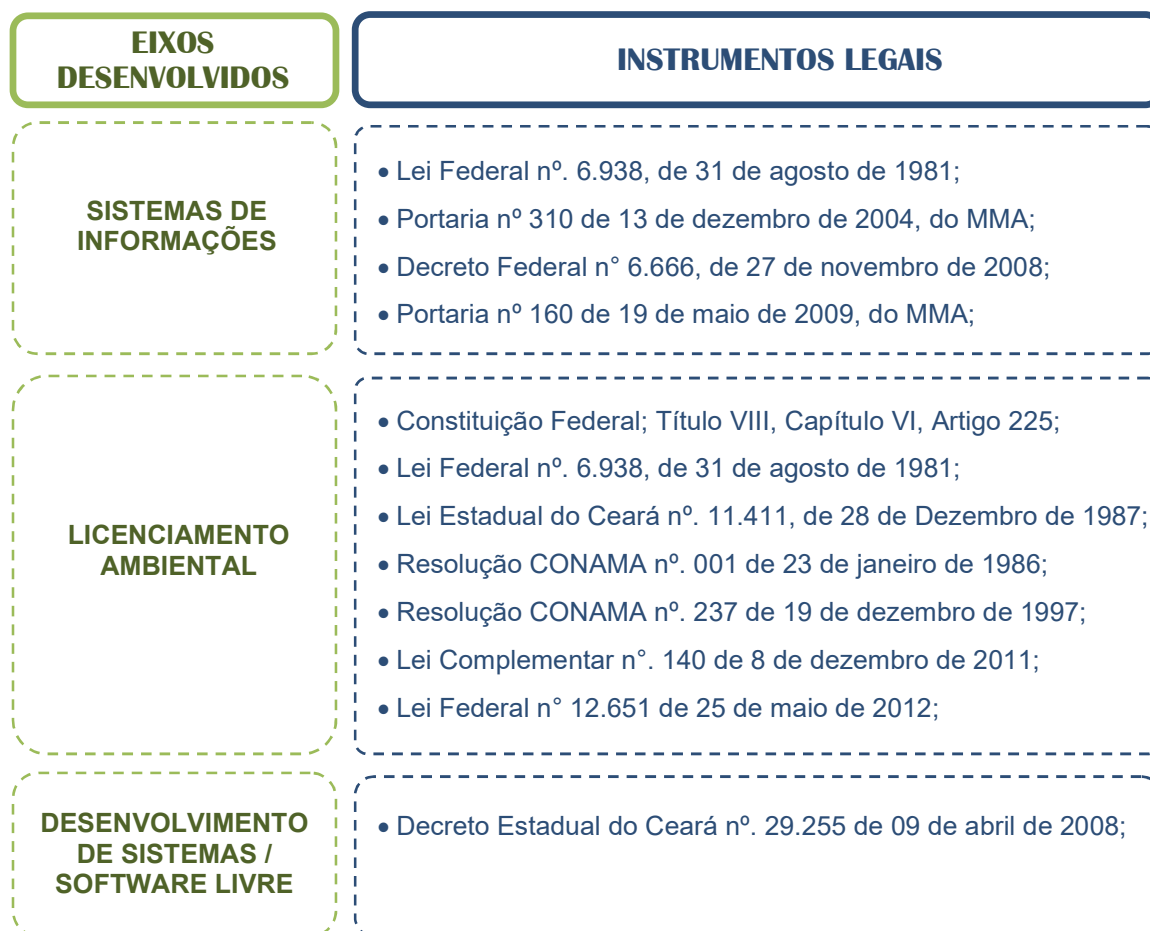 EIXOS
DESENVOLVIDOS
INSTRUMENTOS LEGAIS
SISTEMAS DE
INFORMAÇÕES
• Lei Federal nº. 6.938, de 31 de agosto de 1981;
• Portaria nº 310 de 13 de dezembro de 2004, do MMA;
• Decreto Federal n° 6.666, de 27 de novembro de 2008;
• Portaria nº 160 de 19 de maio de 2009, do MMA;
LICENCIAMENTO
AMBIENTAL
• Constituição Federal; Título VIII, Capítulo VI, Artigo 225;
• Lei Federal nº. 6.938, de 31 de agosto de 1981;
• Lei Estadual do Ceará nº. 11.411, de 28 de Dezembro de 1987;
• Resolução CONAMA nº. 001 de 23 de janeiro de 1986;
• Resolução CONAMA nº. 237 de 19 de dezembro de 1997;
• Lei Complementar n°. 140 de 8 de dezembro de 2011;
• Lei Federal n° 12.651 de 25 de maio de 2012;
DESENVOLVIMENTO
DE SISTEMAS /
SOFTWARE LIVRE
• Decreto Estadual do Ceará nº. 29.255 de 09 de abril de 2008;